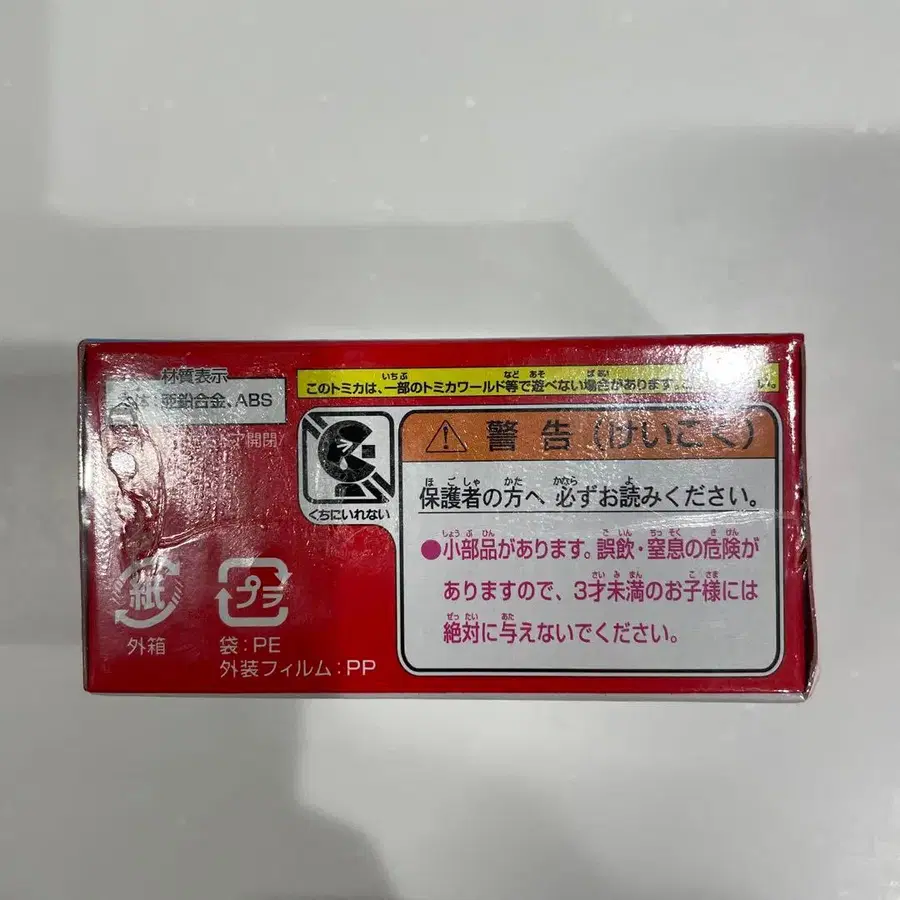 材質表示
亜鉛合金、ABS
開閉
紙
外箱
プラ
袋:PE
外装フィルム:PP
このトミカは、一部のトミカワールド等で遊べない場合があります。
くちにいれない
警告(けいこく)
保護者の方へ 必ずお読みください。
●小部品があります。誤飲・窒息の危険が
ありますので、3才未満のお子様には
絶対に与えないでください。